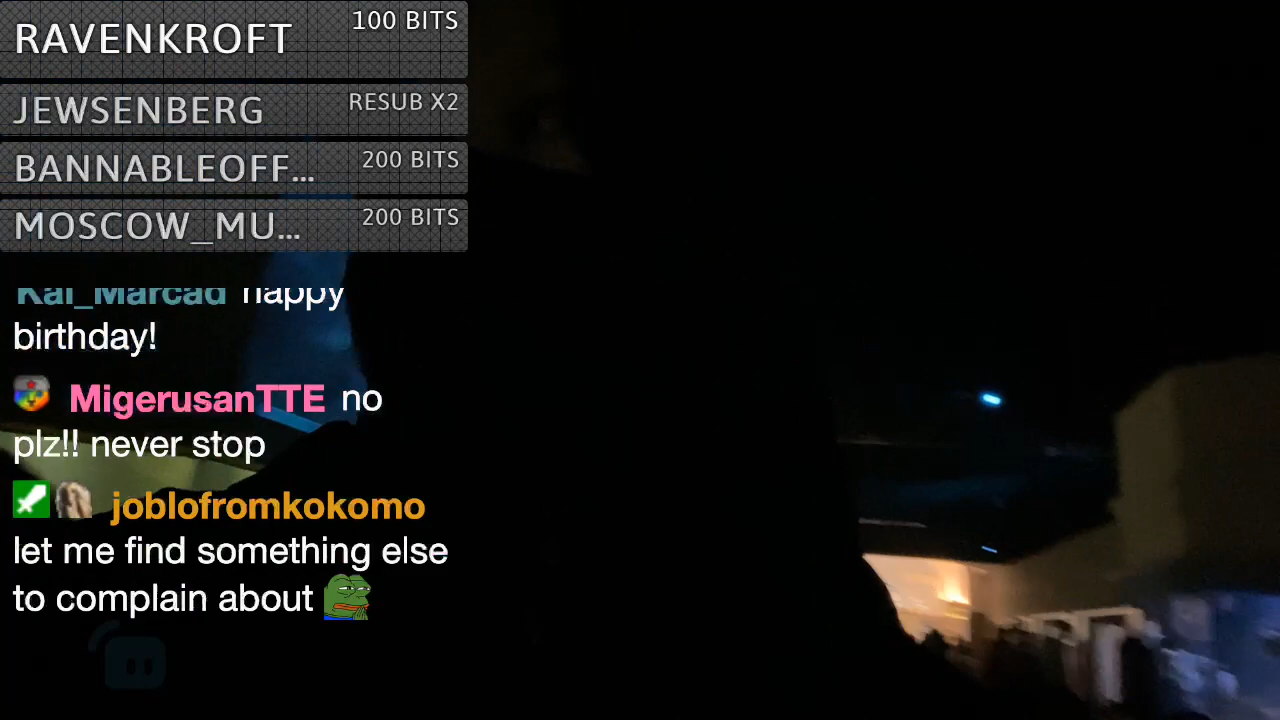 RAVENKROFT 100 BITS
JEWSENBERG RESUB X2
BANNABLEOFF... 200 BITS
MOSCOW_MU... 200 BITS
Kal_Marcad happy
birthday!
MigerusanTTE no
plz!! never stop
joblofromkokomo
let me find something else
to complain about